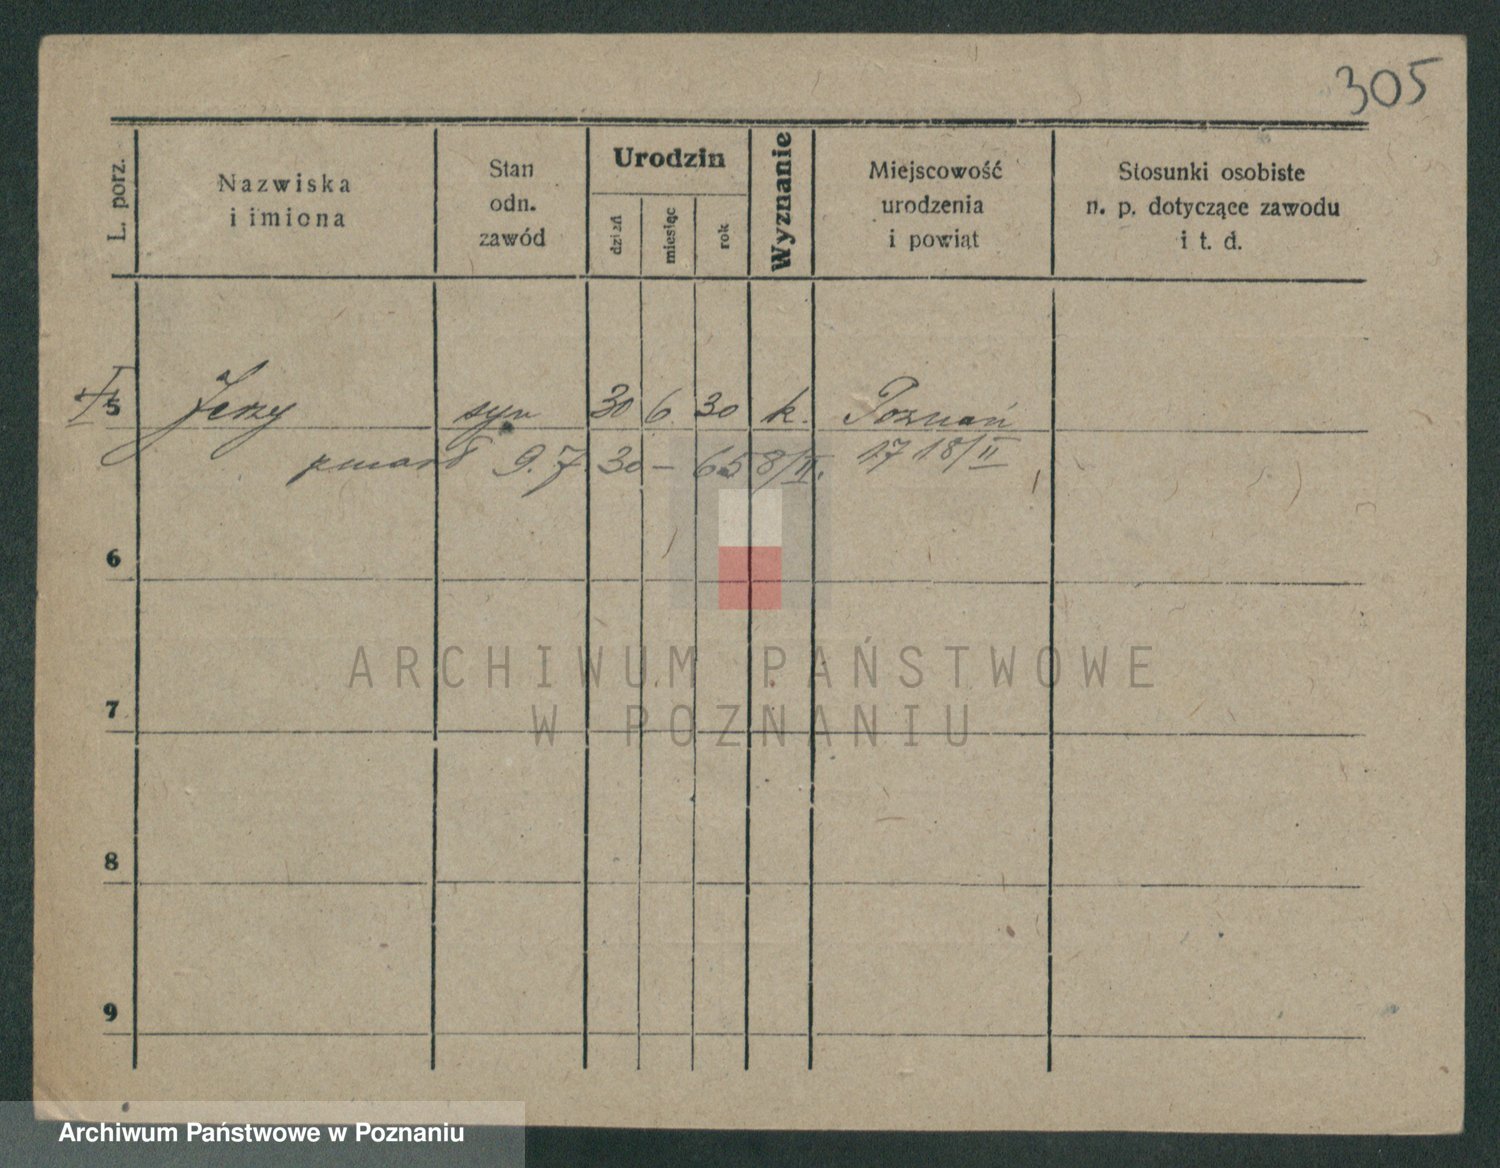 305
L. porz.
Nazwiska
i imiona
Stan
odn.
zawód
Urodzin
dzień
miesiąc
rok
Wyznanie
Miejscowość
urodzenia
i powiat
Stosunki osobiste
n. p. dotyczące zawodu
i t. d.
5 Jerzy syn 30 6. 30 k. Poznań
9. 7. 30 – 658/II. 17 18/II
6
7
8
9
ARCHIWUM PAŃSTWOWE
W POZNANIU
Archiwum Państwowe w Poznaniu